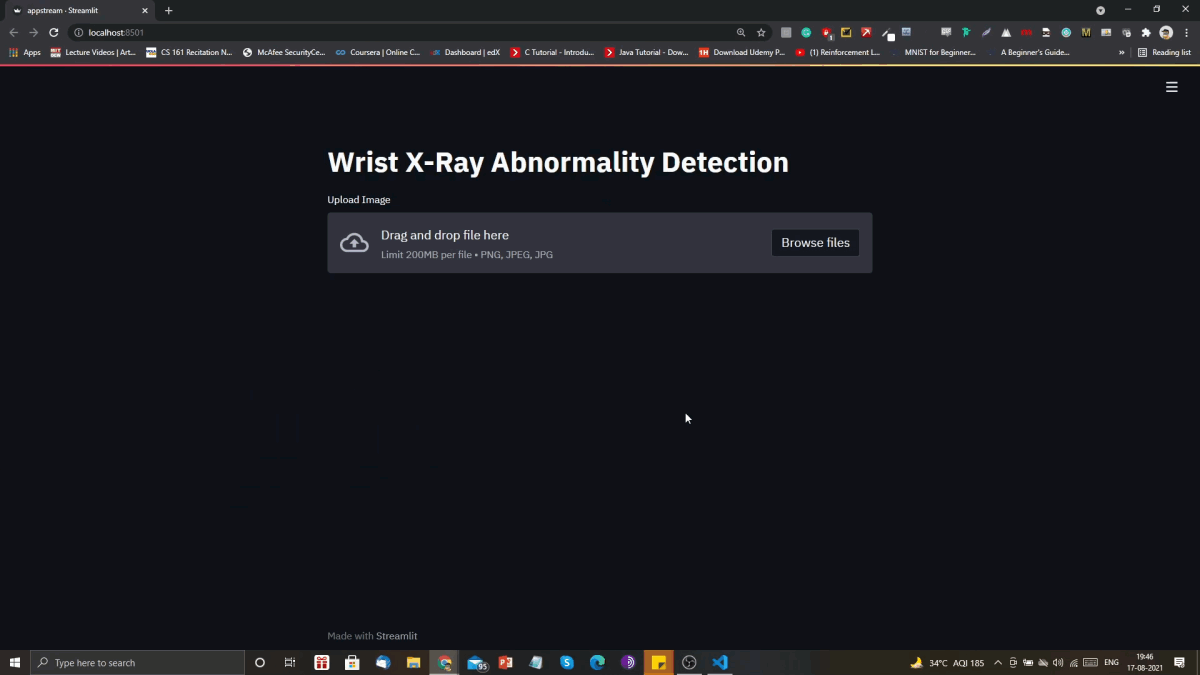 appstream · Streamlit
localhost:8501
Apps
Lecture Videos | Art...
CS 161 Recitation N...
McAfee SecurityCe...
Coursera | Online C...
Dashboard | edX
C Tutorial - Introdu...
Java Tutorial - Dow...
Download Udemy P...
(1) Reinforcement L...
MNIST for Beginner...
A Beginner's Guide...
»
Reading list
Wrist X-Ray Abnormality Detection
Upload Image
Drag and drop file here
Limit 200MB per file • PNG, JPEG, JPG
Browse files
Made with Streamlit
Type here to search
95
34°C AQI 185
ENG
19:46
17-08-2021